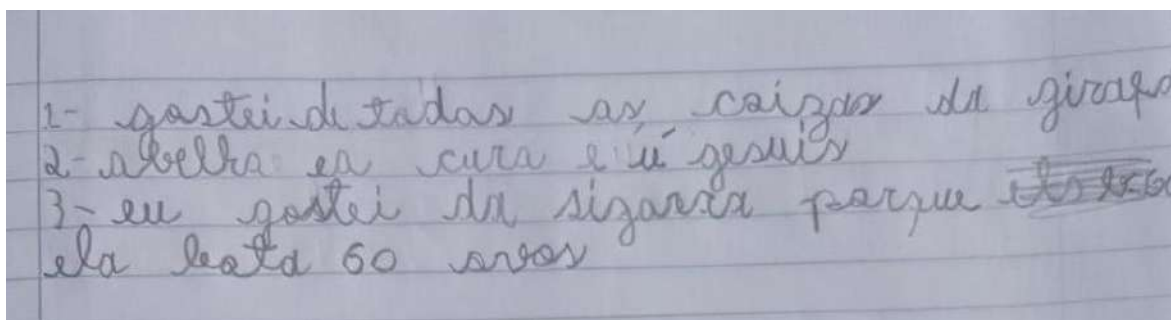 1- gostei de todas as coizas da girafa
2- abelha ea cura e ú gesuis
3- eu gostei da sigarra porque
ela bota 60 ovos